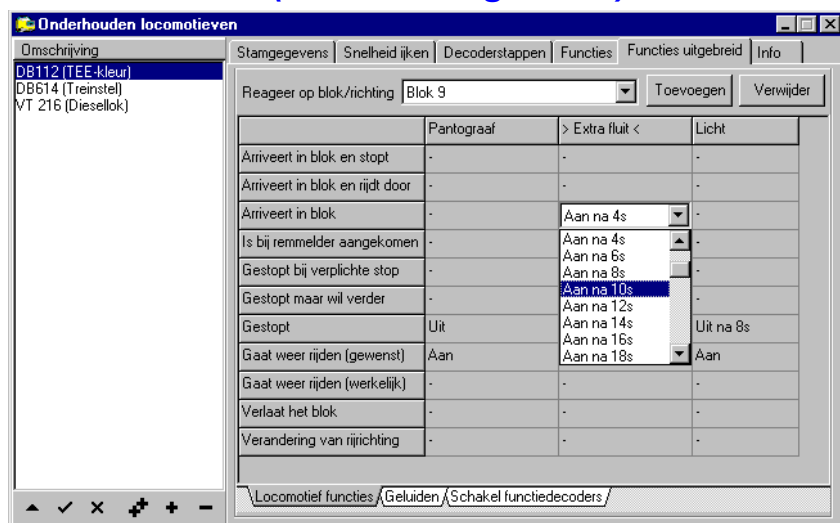 Onderhouden locomotieven
Omschrijving
DB112 (TEE-kleur)
DB614 (Treinstel)
VT 216 (Diesellok)
Stamgegevens Snelheid ijken Decoderstappen Functies Functies uitgebreid Info
Reageer op blok/richting Blok 9 Toevoegen Verwijder
Pantograaf > Extra fluit < Licht
Arriveert in blok en stopt - - -
Arriveert in blok en rijdt door - - -
Arriveert in blok - Aan na 4s -
Is bij remmelder aangekomen - Aan na 4s -
Aan na 6s
Gestopt bij verplichte stop - Aan na 8s -
Aan na 10s
Gestopt maar wil verder - Aan na 12s -
Gestopt Uit Aan na 14s Uit na 8s
Aan na 16s
Gaat weer rijden (gewenst) Aan Aan na 18s Aan
Gaat weer rijden (werkelijk) - - -
Verlaat het blok - - -
Verandering van rijrichting - - -
Locomotief functies Geluiden Schakel functiedecoders